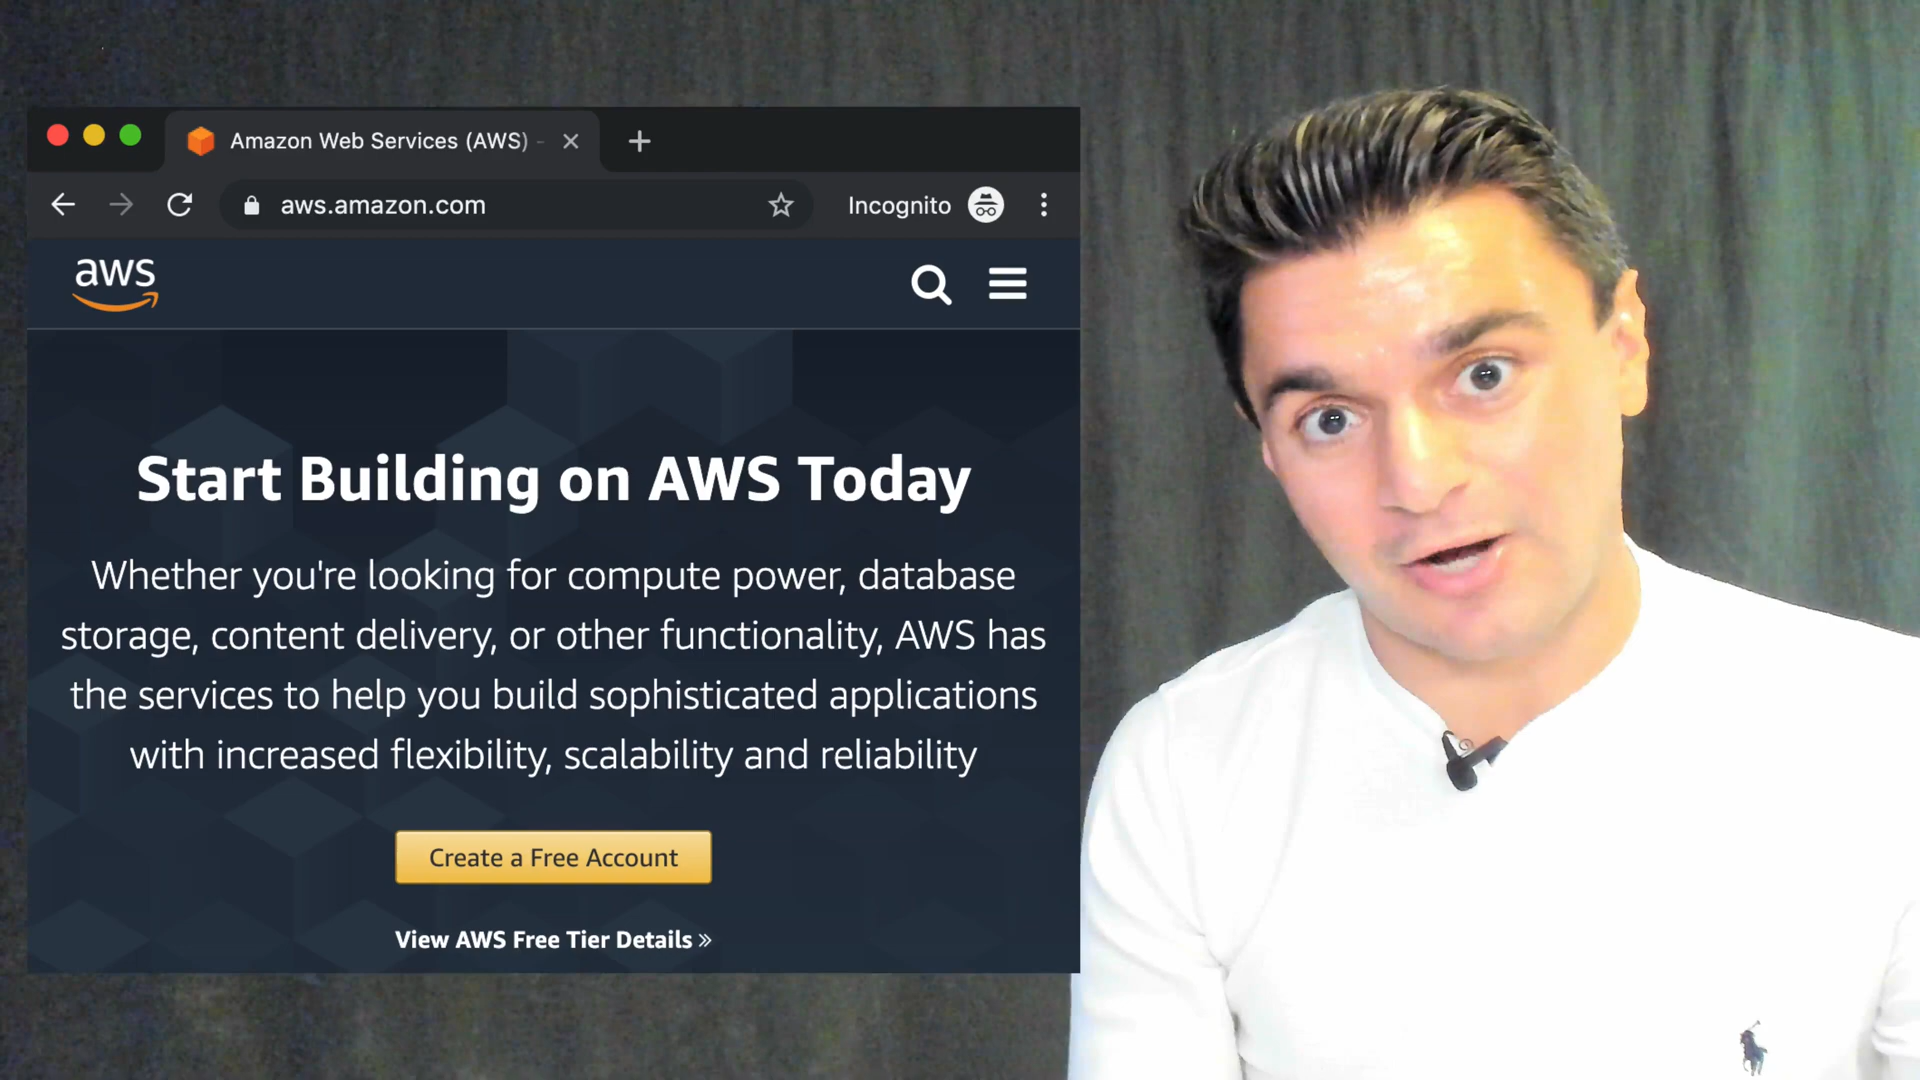 Amazon Web Services (AWS) -
aws.amazon.com
Incognito
aws
Start Building on AWS Today
Whether you're looking for compute power, database
storage, content delivery, or other functionality, AWS has
the services to help you build sophisticated applications
with increased flexibility, scalability and reliability
Create a Free Account
View AWS Free Tier Details »